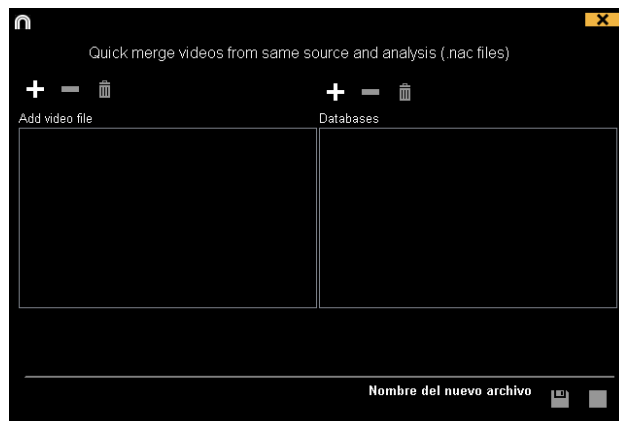 Quick merge videos from same source and analysis (.nac files)
Add video file
Databases
Nombre del nuevo archivo